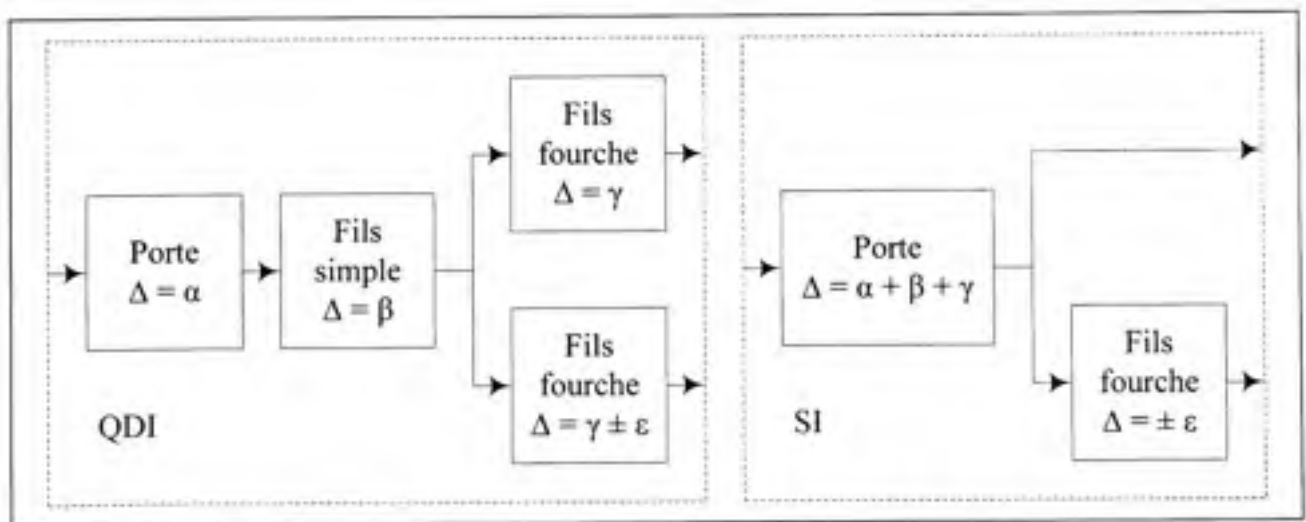 Porte
Δ = α
Fils
simple
Δ = β
Fils
fourche
Δ = γ
Fils
fourche
Δ = γ ± ε
QDI
Porte
Δ = α + β + γ
Fils
fourche
Δ = ± ε
SI